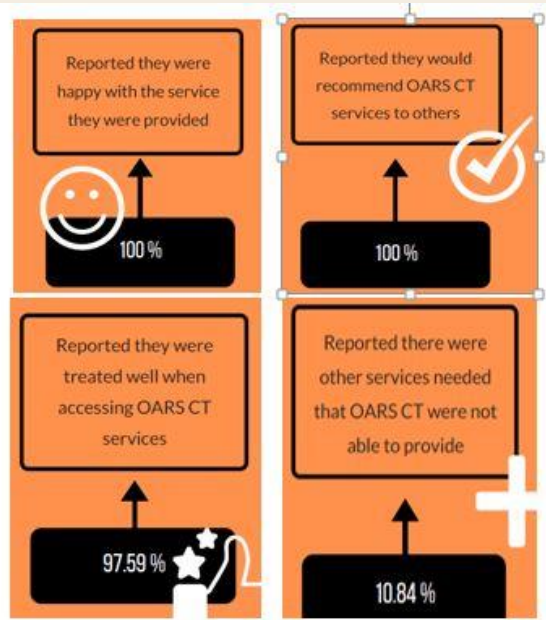 Reported they were
happy with the service
they were provided
100 %
Reported they would
recommend OARS CT
services to others
100 %
Reported they were
treated well when
accessing OARS CT
services
97.59 %
Reported there were
other services needed
that OARS CT were not
able to provide
10.84 %